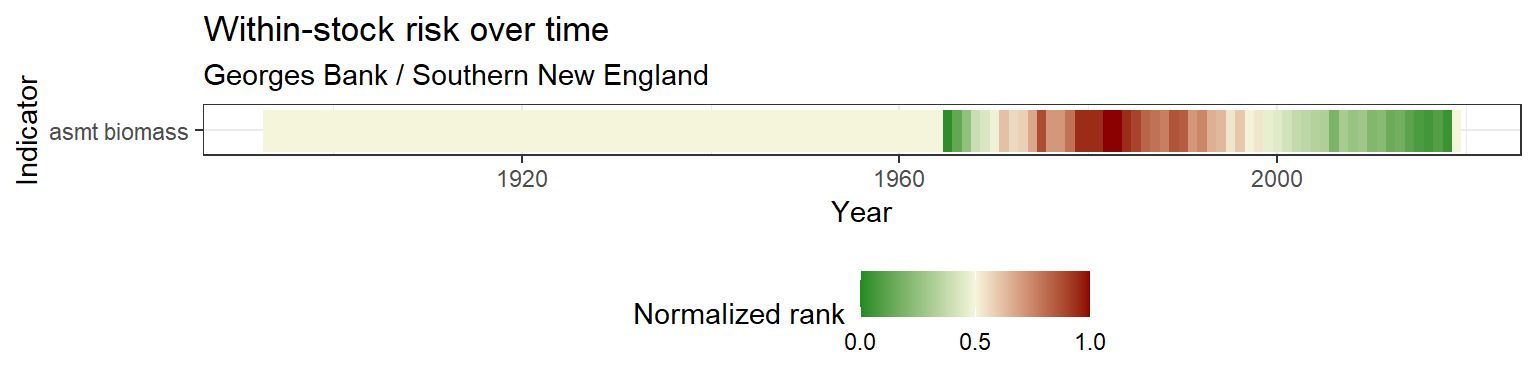 Within-stock risk over time
Georges Bank / Southern New England
Indicator
asmt biomass
1920 1960 2000
Year
Normalized rank
0.0 0.5 1.0